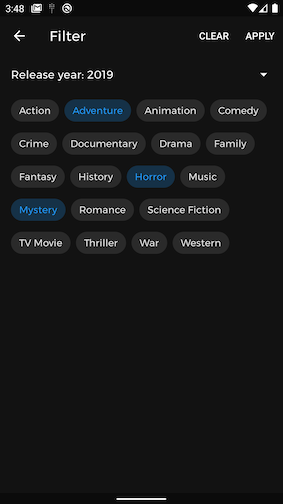 3:48
Filter CLEAR APPLY
Release year: 2019
Action Adventure Animation Comedy
Crime Documentary Drama Family
Fantasy History Horror Music
Mystery Romance Science Fiction
TV Movie Thriller War Western